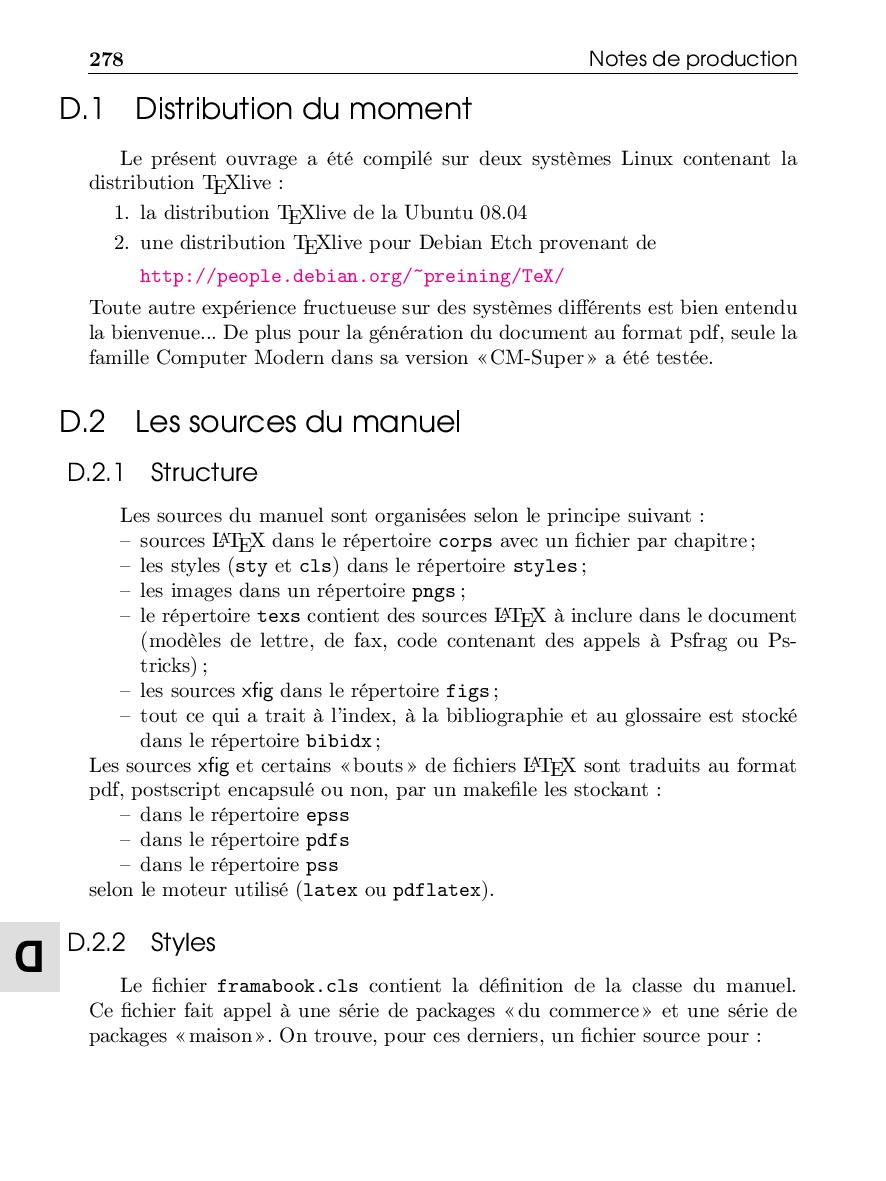 278 Notes de production
D.1 Distribution du moment
Le présent ouvrage a été compilé sur deux systèmes Linux contenant la
distribution TEXlive :
1. la distribution TEXlive de la Ubuntu 08.04
2. une distribution TEXlive pour Debian Etch provenant de
http://people.debian.org/~preining/TeX/
Toute autre expérience fructueuse sur des systèmes différents est bien entendu
la bienvenue... De plus pour la génération du document au format pdf, seule la
famille Computer Modern dans sa version «CM-Super» a été testée.
D.2 Les sources du manuel
D.2.1 Structure
Les sources du manuel sont organisées selon le principe suivant :
– sources LATEX dans le répertoire corps avec un fichier par chapitre ;
– les styles (sty et cls) dans le répertoire styles ;
– les images dans un répertoire pngs ;
– le répertoire texs contient des sources LATEX à inclure dans le document
(modèles de lettre, de fax, code contenant des appels à Psfrag ou Ps-
tricks) ;
– les sources xfig dans le répertoire figs ;
– tout ce qui a trait à l'index, à la bibliographie et au glossaire est stocké
dans le répertoire bibidx ;
Les sources xfig et certains «bouts» de fichiers LATEX sont traduits au format
pdf, postscript encapsulé ou non, par un makefile les stockant :
– dans le répertoire epss
– dans le répertoire pdfs
– dans le répertoire pss
selon le moteur utilisé (latex ou pdflatex).
D
D.2.2 Styles
Le fichier framabook.cls contient la définition de la classe du manuel.
Ce fichier fait appel à une série de packages «du commerce» et une série de
packages «maison». On trouve, pour ces derniers, un fichier source pour :